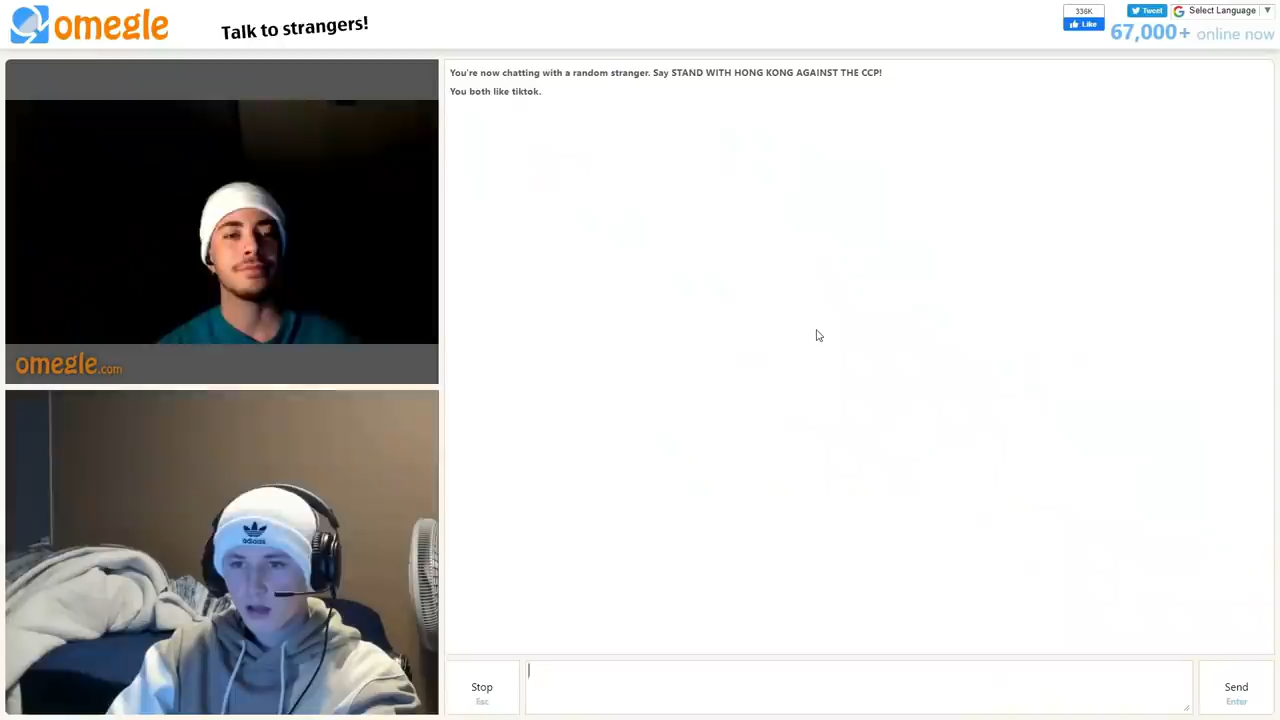 omegle
Talk to strangers!
336K
Like
Tweet
G Select Language ▼
67,000+ online now
You're now chatting with a random stranger. Say STAND WITH HONG KONG AGAINST THE CCP!
You both like tiktok.
omegle.com
adidas
Stop
Esc
Send
Enter